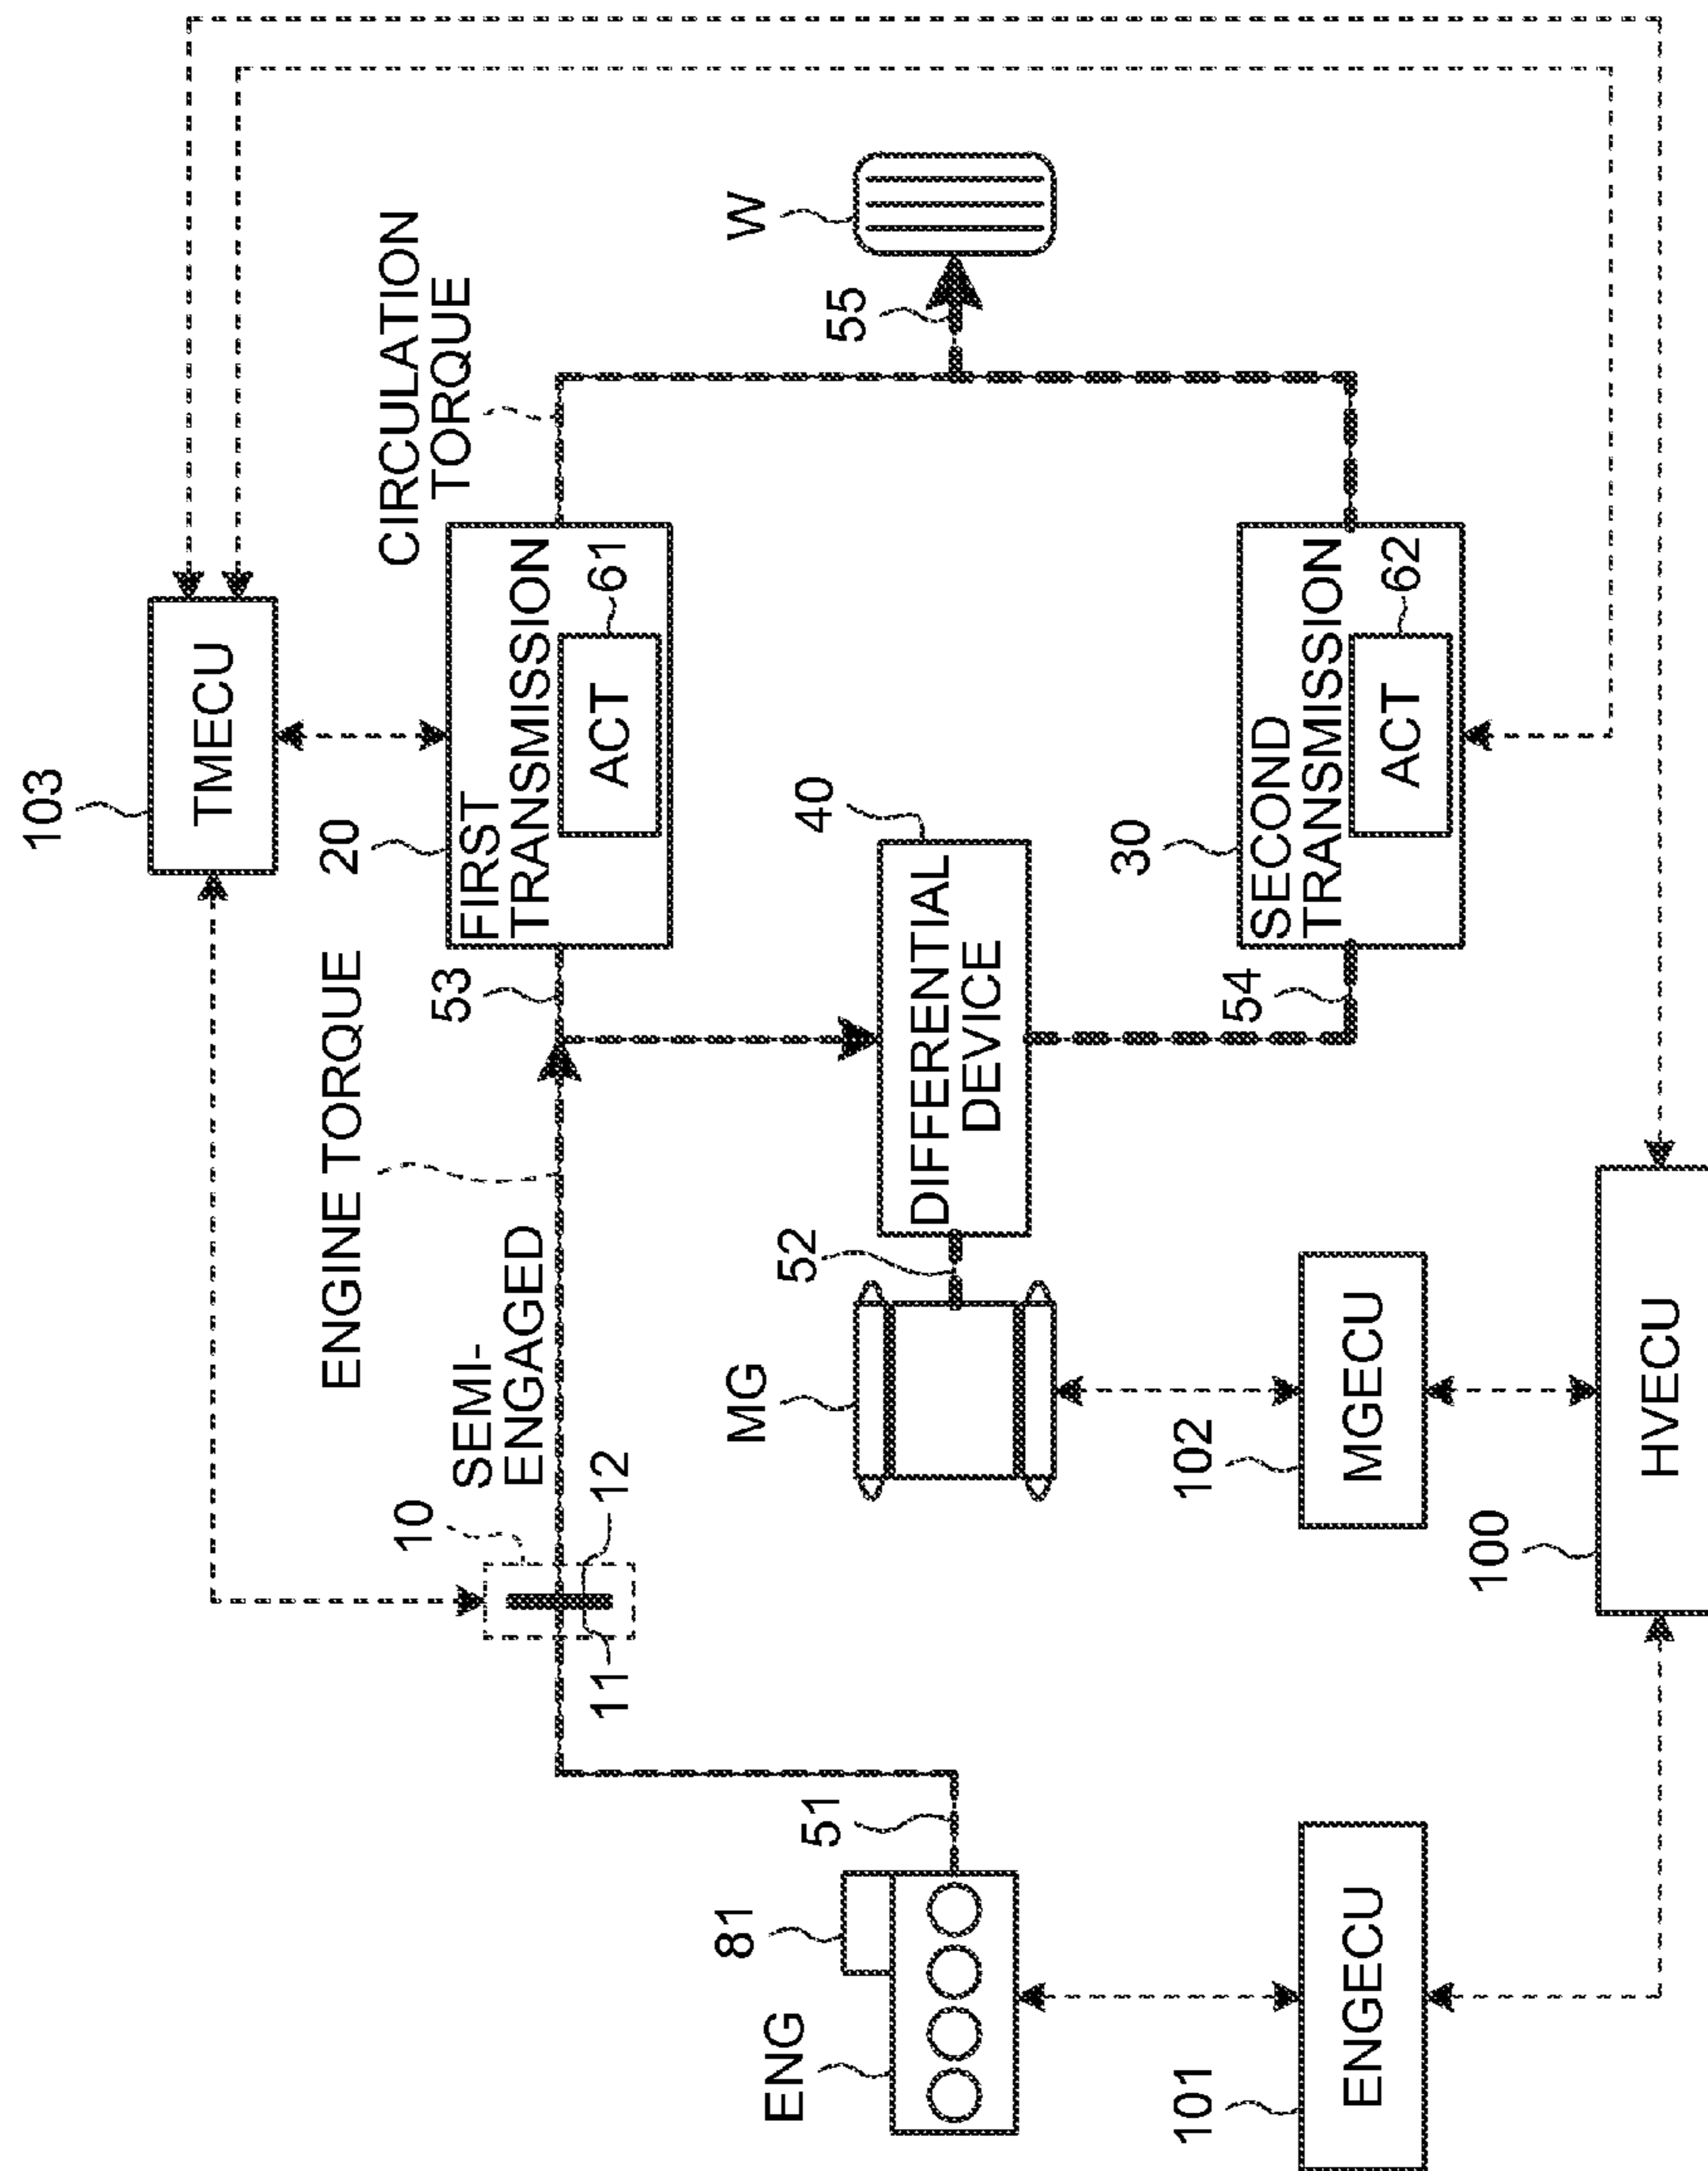 103
TMECU
CIRCULATION
TORQUE
W
55
20
FIRST
TRANSMISSION
ACT
61
53
ENGINE TORQUE
SEMI-
ENGAGED
10
11
12
40
DIFFERENTIAL
DEVICE
30
SECOND
TRANSMISSION
ACT
62
54
52
MG
51
81
ENG
102
MGECU
100
HVECU
101
ENGECU